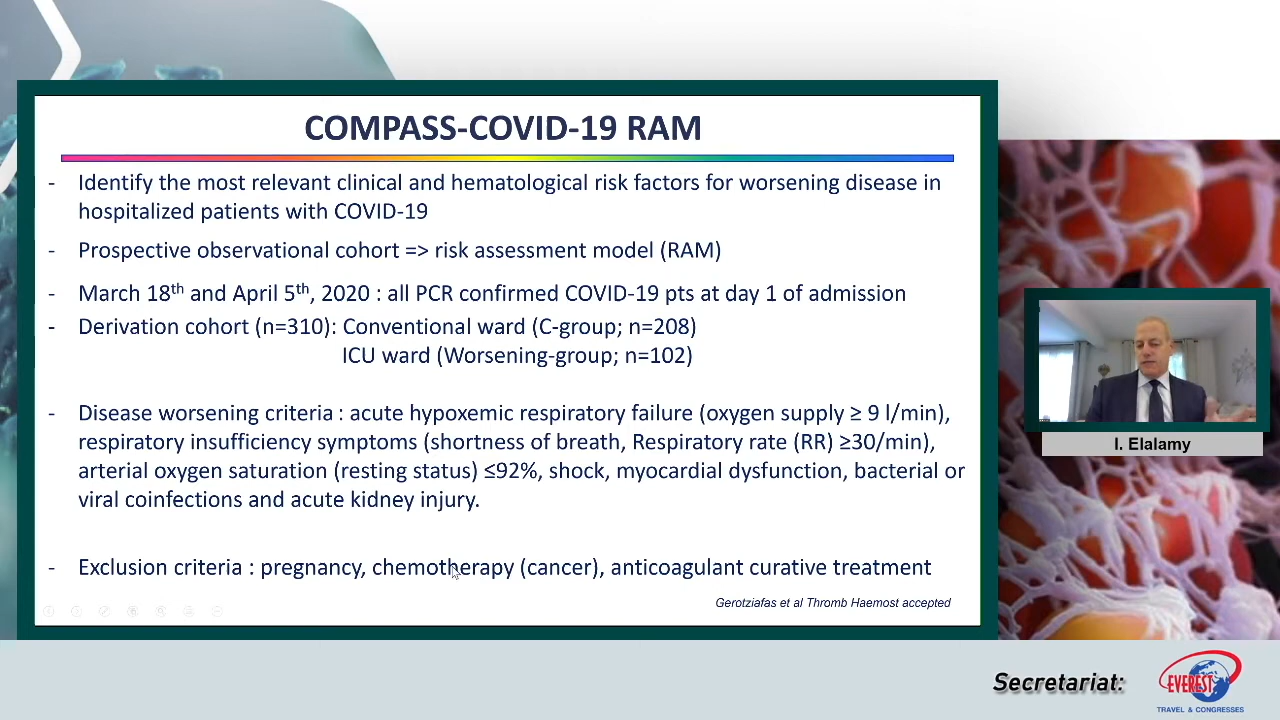 COMPASS-COVID-19 RAM
- Identify the most relevant clinical and hematological risk factors for worsening disease in
hospitalized patients with COVID-19
- Prospective observational cohort => risk assessment model (RAM)
- March 18th and April 5th, 2020 : all PCR confirmed COVID-19 pts at day 1 of admission
- Derivation cohort (n=310): Conventional ward (C-group; n=208)
ICU ward (Worsening-group; n=102)
- Disease worsening criteria : acute hypoxemic respiratory failure (oxygen supply ≥ 9 l/min),
respiratory insufficiency symptoms (shortness of breath, Respiratory rate (RR) ≥30/min),
arterial oxygen saturation (resting status) ≤92%, shock, myocardial dysfunction, bacterial or
viral coinfections and acute kidney injury.
- Exclusion criteria : pregnancy, chemotherapy (cancer), anticoagulant curative treatment
Gerotziafas et al Thromb Haemost accepted
I. Elalamy
Secretariat:
EVEREST
TRAVEL & CONGRESSES